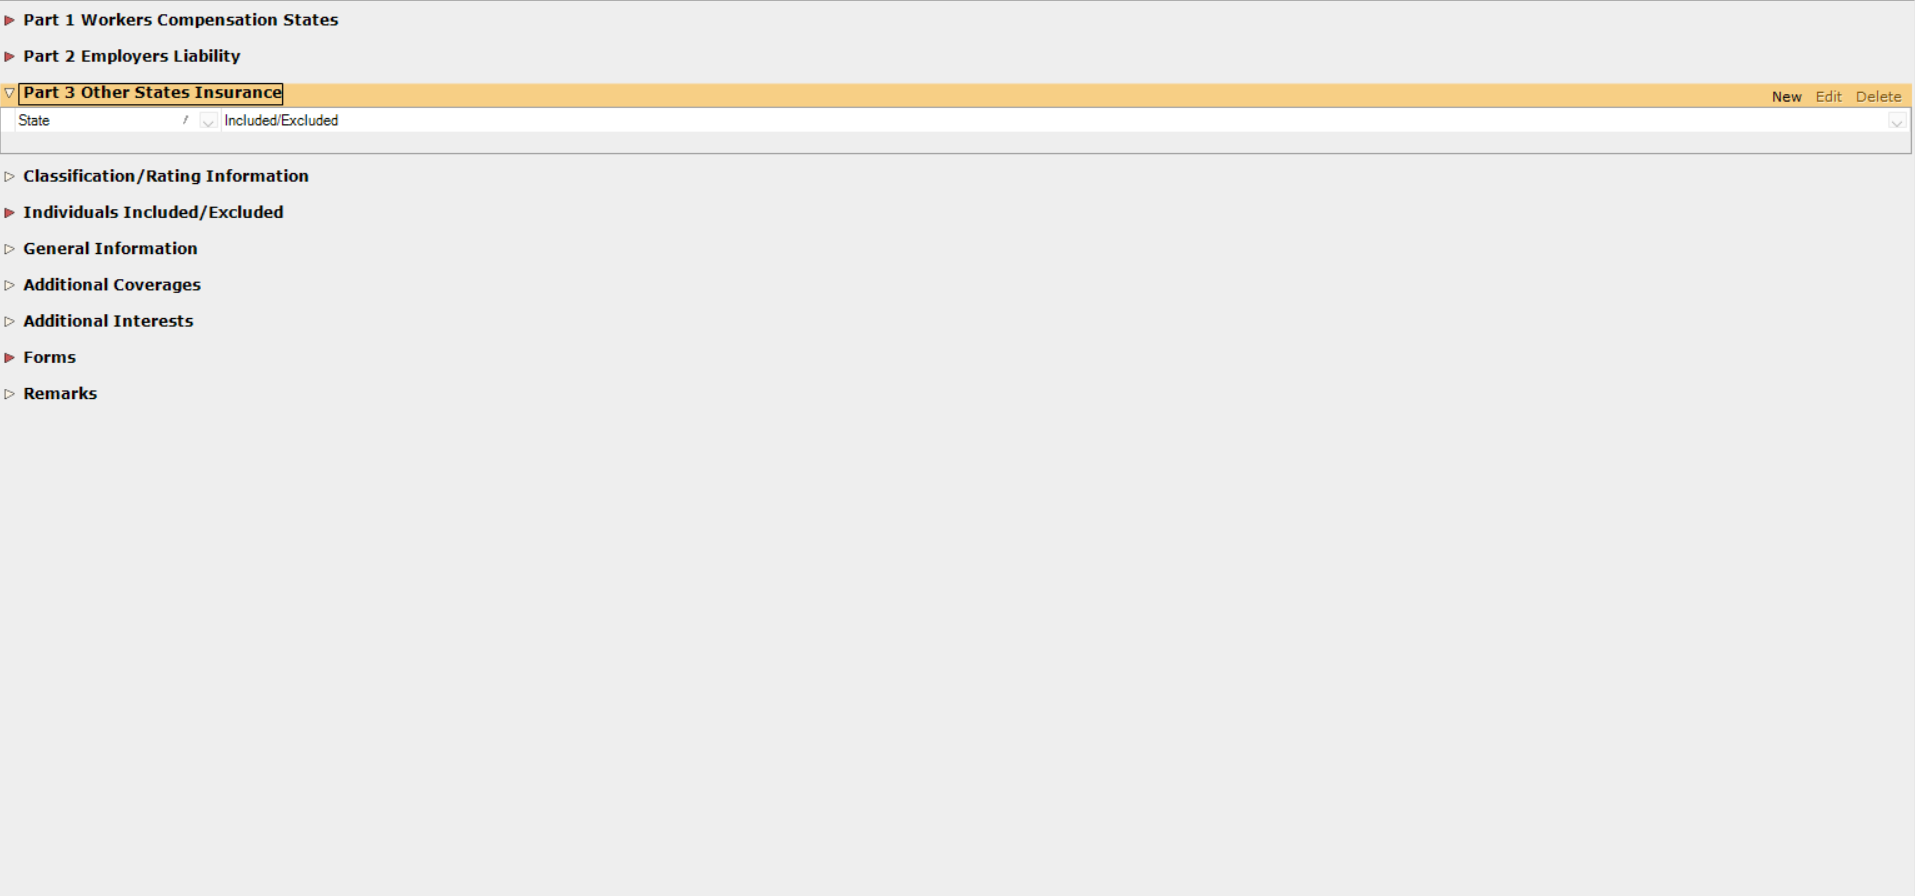 Part 1 Workers Compensation States
Part 2 Employers Liability
Part 3 Other States Insurance New Edit Delete
State / Included/Excluded
Classification/Rating Information
Individuals Included/Excluded
General Information
Additional Coverages
Additional Interests
Forms
Remarks